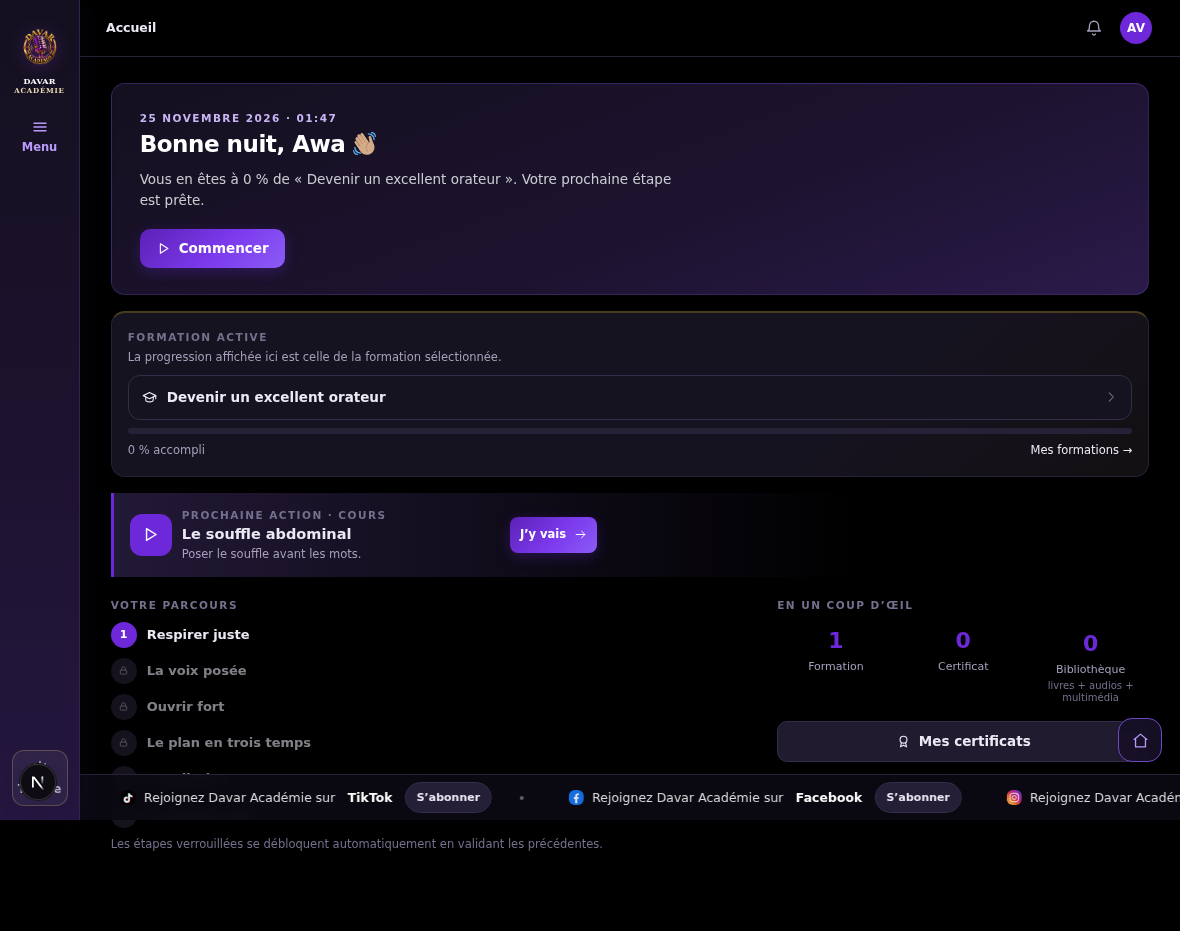 DAVAR
ACADÉMIE
DAVAR
ACADÉMIE
Menu
Accueil
AV
25 NOVEMBRE 2026 · 01:47
Bonne nuit, Awa
Vous en êtes à 0 % de « Devenir un excellent orateur ». Votre prochaine étape
est prête.
Commencer
FORMATION ACTIVE
La progression affichée ici est celle de la formation sélectionnée.
Devenir un excellent orateur
0 % accompli
Mes formations →
PROCHAINE ACTION · COURS
Le souffle abdominal
Poser le souffle avant les mots.
J’y vais
VOTRE PARCOURS
1
Respirer juste
La voix posée
Ouvrir fort
Le plan en trois temps
EN UN COUP D’ŒIL
1
Formation
0
Certificat
0
Bibliothèque
livres + audios +
multimédia
Mes certificats
N
Rejoignez Davar Académie sur TikTok S’abonner • Rejoignez Davar Académie sur Facebook S’abonner Rejoignez Davar
Les étapes verrouillées se débloquent automatiquement en validant les précédentes.